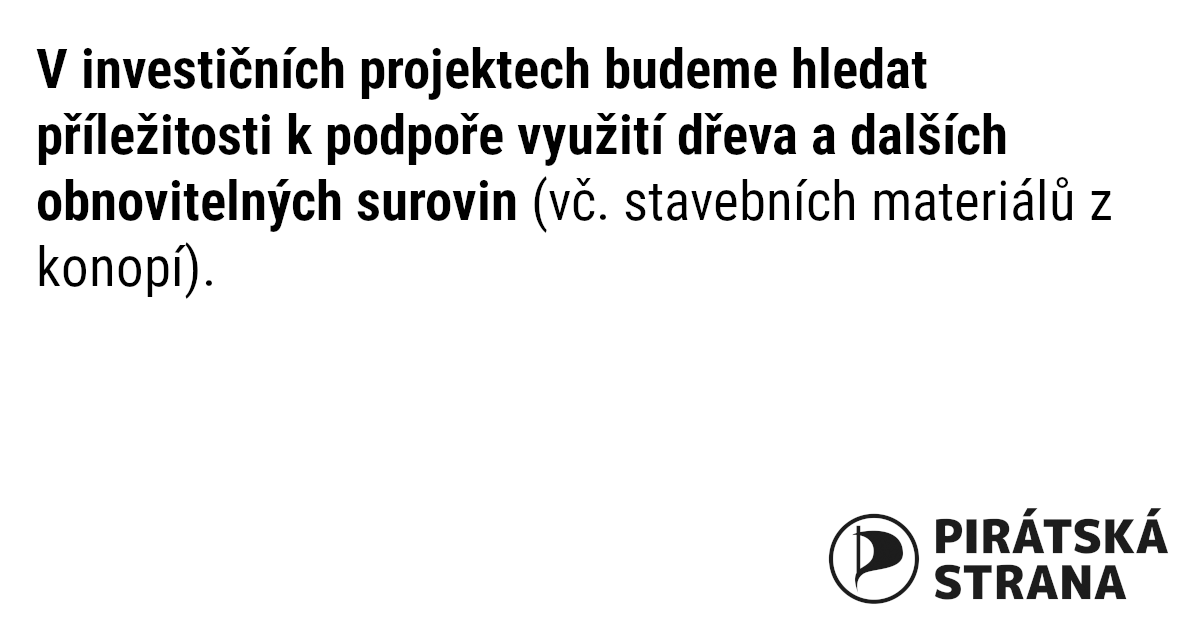 V investičních projektech budeme hledat
příležitosti k podpoře využití dřeva a dalších
obnovitelných surovin (vč. stavebních materiálů z
konopí).
PIRÁTSKÁ
STRANA